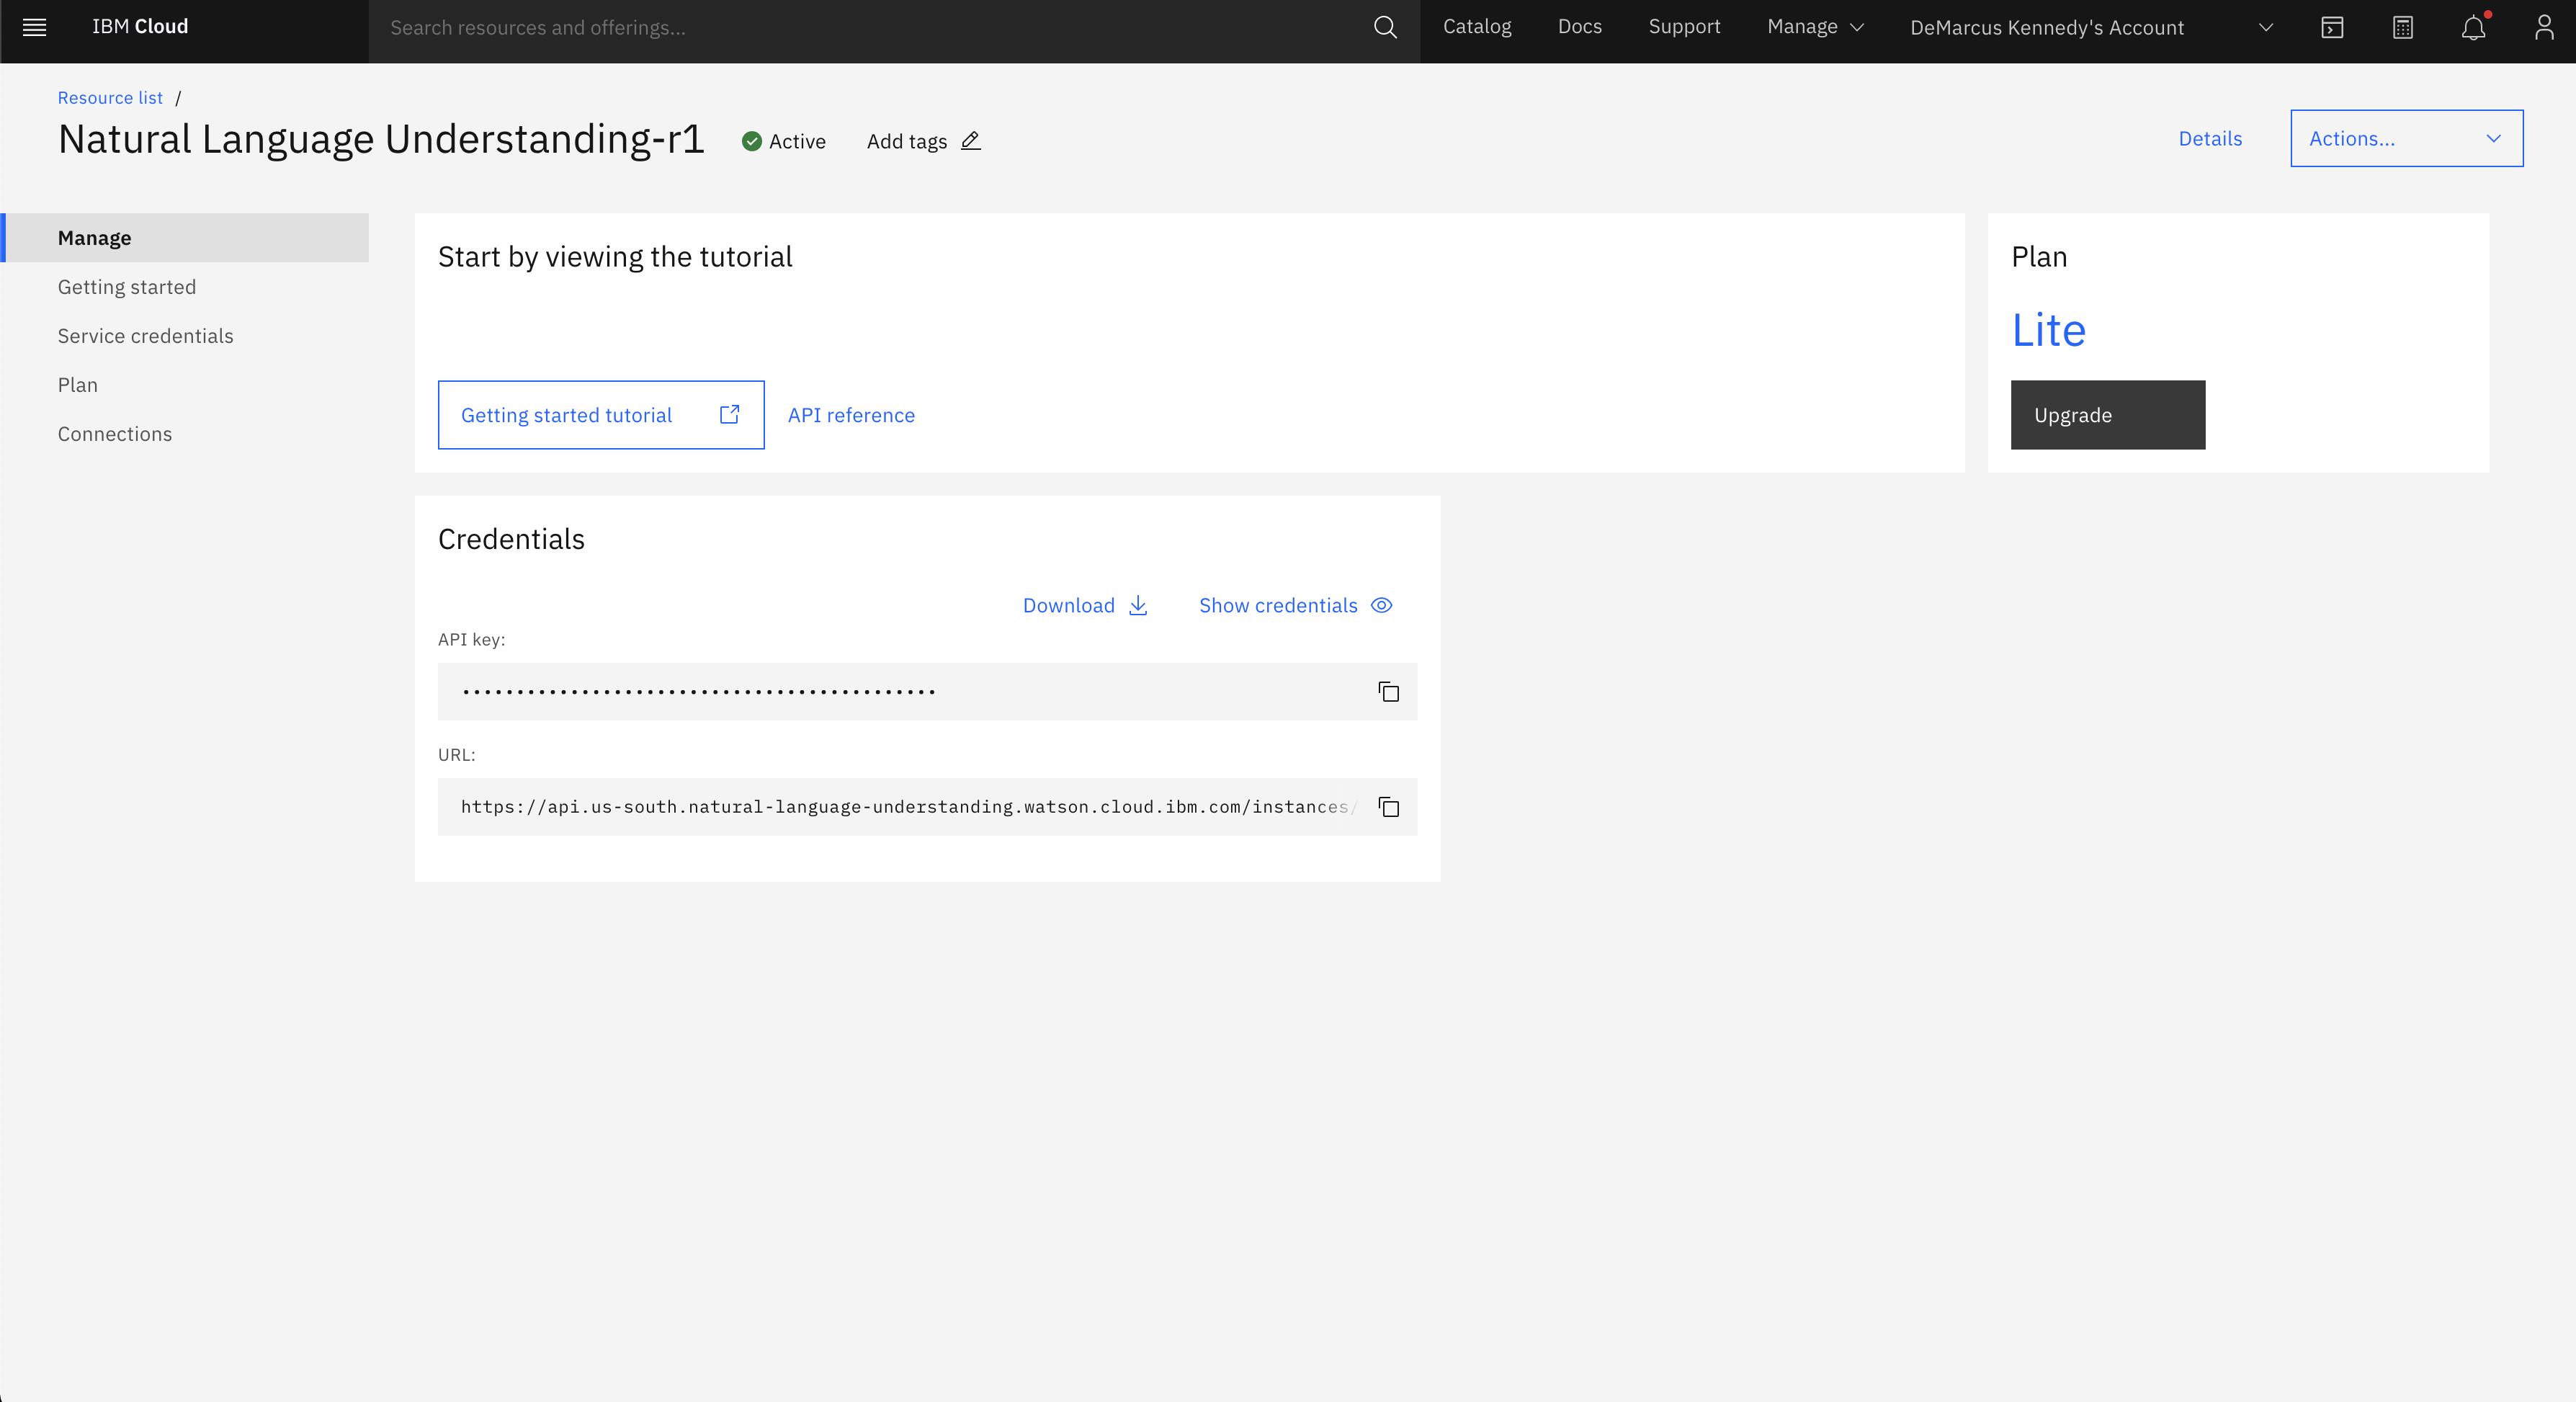 IBM Cloud
Search resources and offerings...
Catalog
Docs
Support
Manage
DeMarcus Kennedy's Account
Resource list /
Natural Language Understanding-r1
Active
Add tags
Details
Actions...
Manage
Getting started
Service credentials
Plan
Connections
Start by viewing the tutorial
Getting started tutorial
API reference
Plan
Lite
Upgrade
Credentials
Download
Show credentials
API key:
••••••••••••••••••••••••••••••••••••••••••••
URL:
https://api.us-south.natural-language-understanding.watson.cloud.ibm.com/instances/